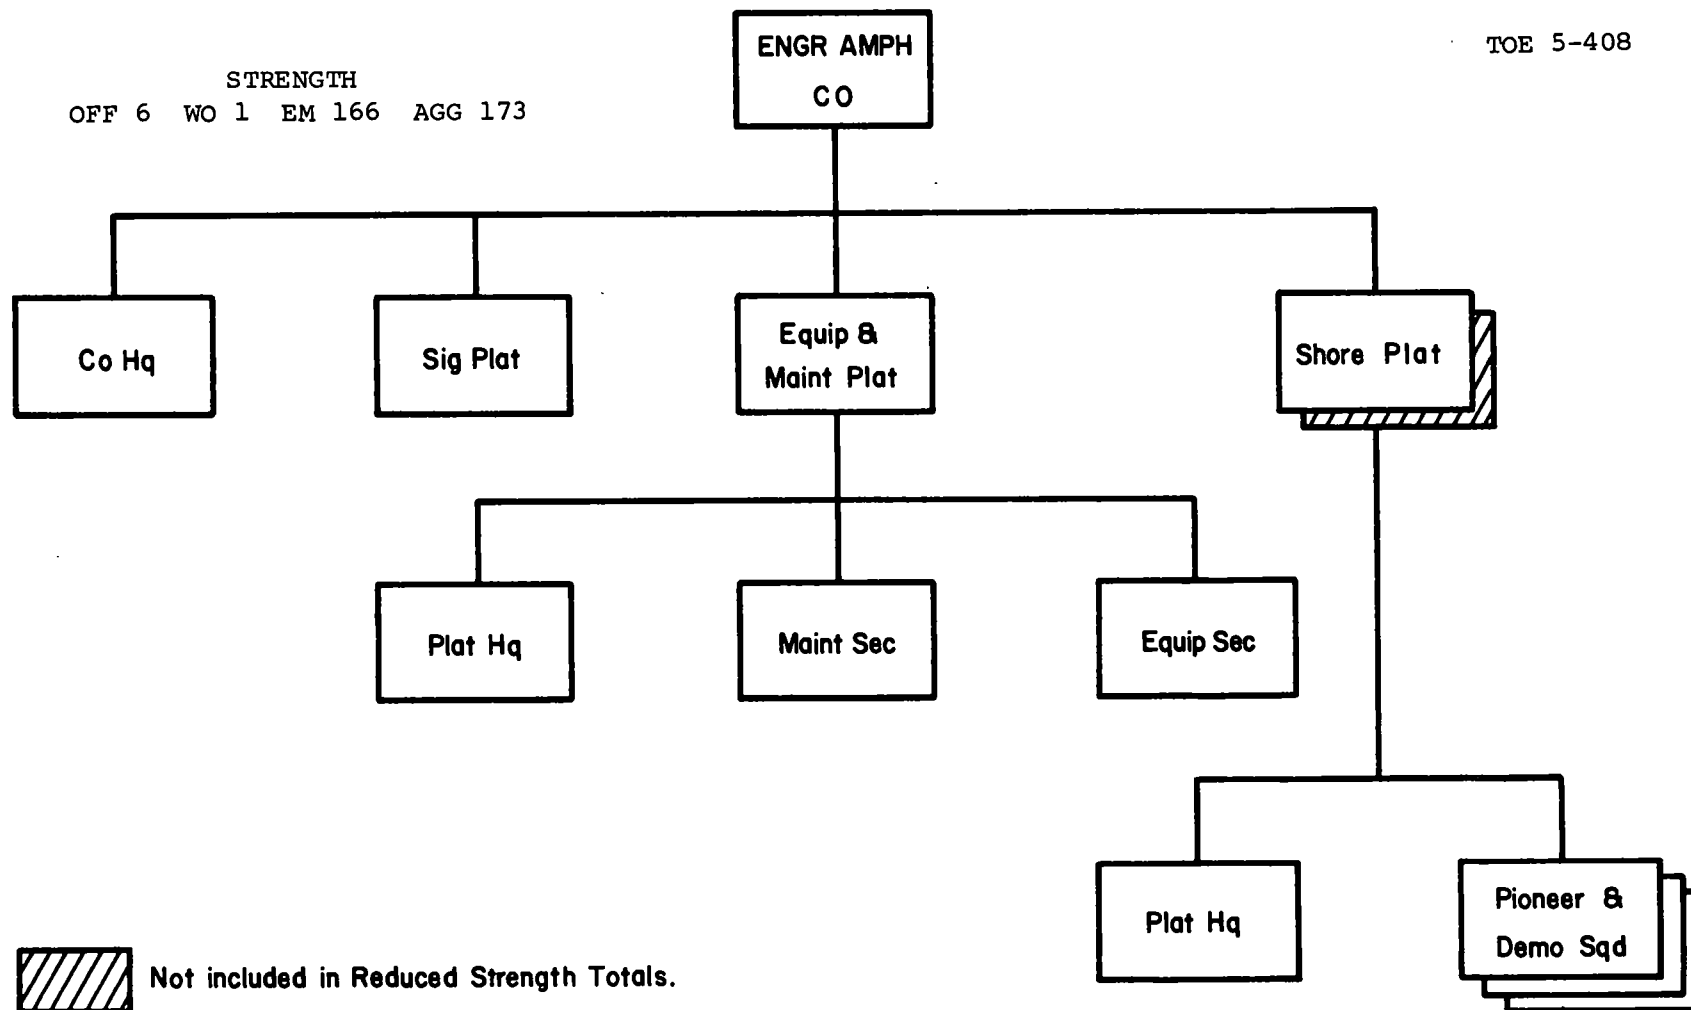 ENGR AMPH
CO
TOE 5-408
STRENGTH
OFF 6 WO 1 EM 166 AGG 173
Co Hq
Sig Plat
Equip &
Maint Plat
Shore Plat
Plat Hq
Maint Sec
Equip Sec
Plat Hq
Pioneer &
Demo Sqd
Not included in Reduced Strength Totals.